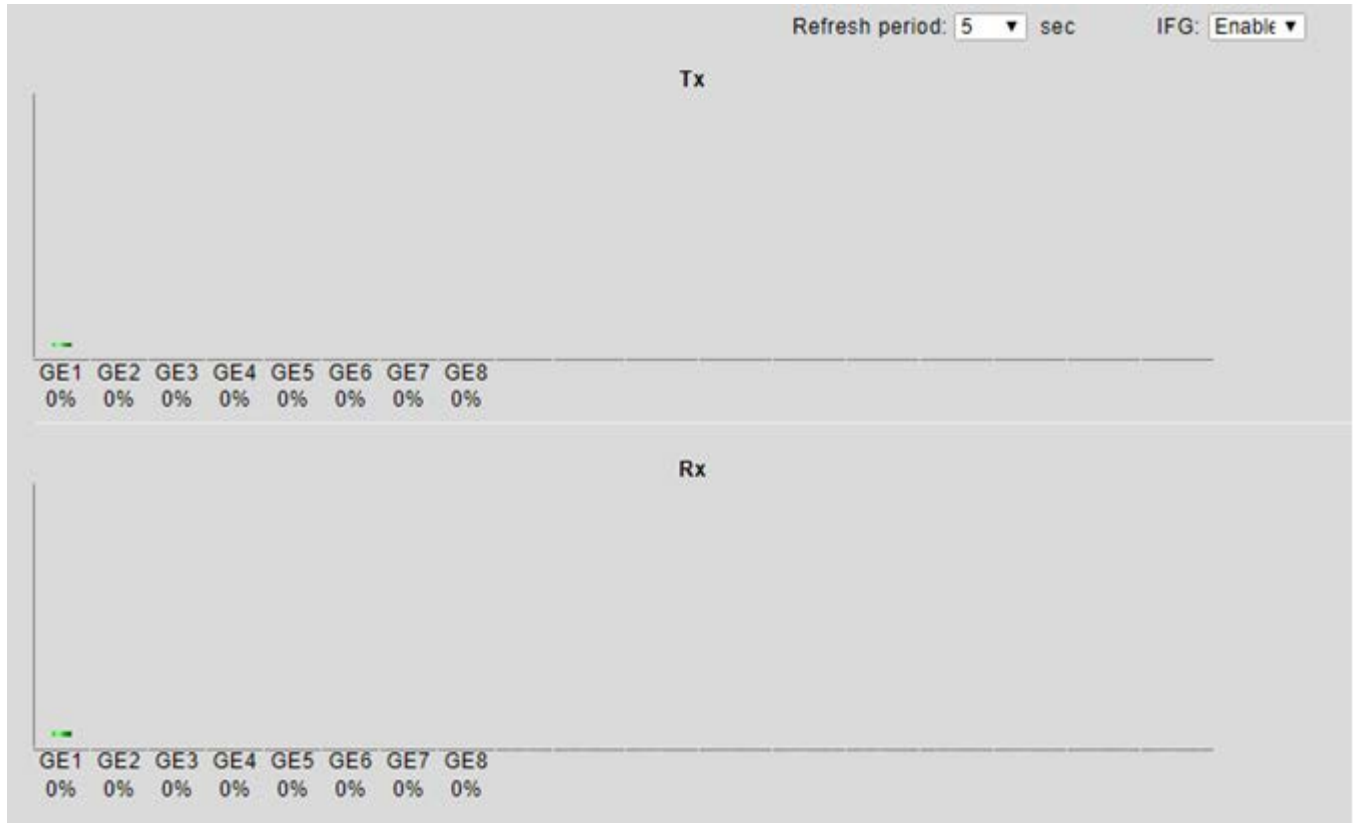 Refresh period: 5 ▼ sec IFG: Enable ▼
Tx
GE1 GE2 GE3 GE4 GE5 GE6 GE7 GE8
0% 0% 0% 0% 0% 0% 0% 0%
Rx
GE1 GE2 GE3 GE4 GE5 GE6 GE7 GE8
0% 0% 0% 0% 0% 0% 0% 0%